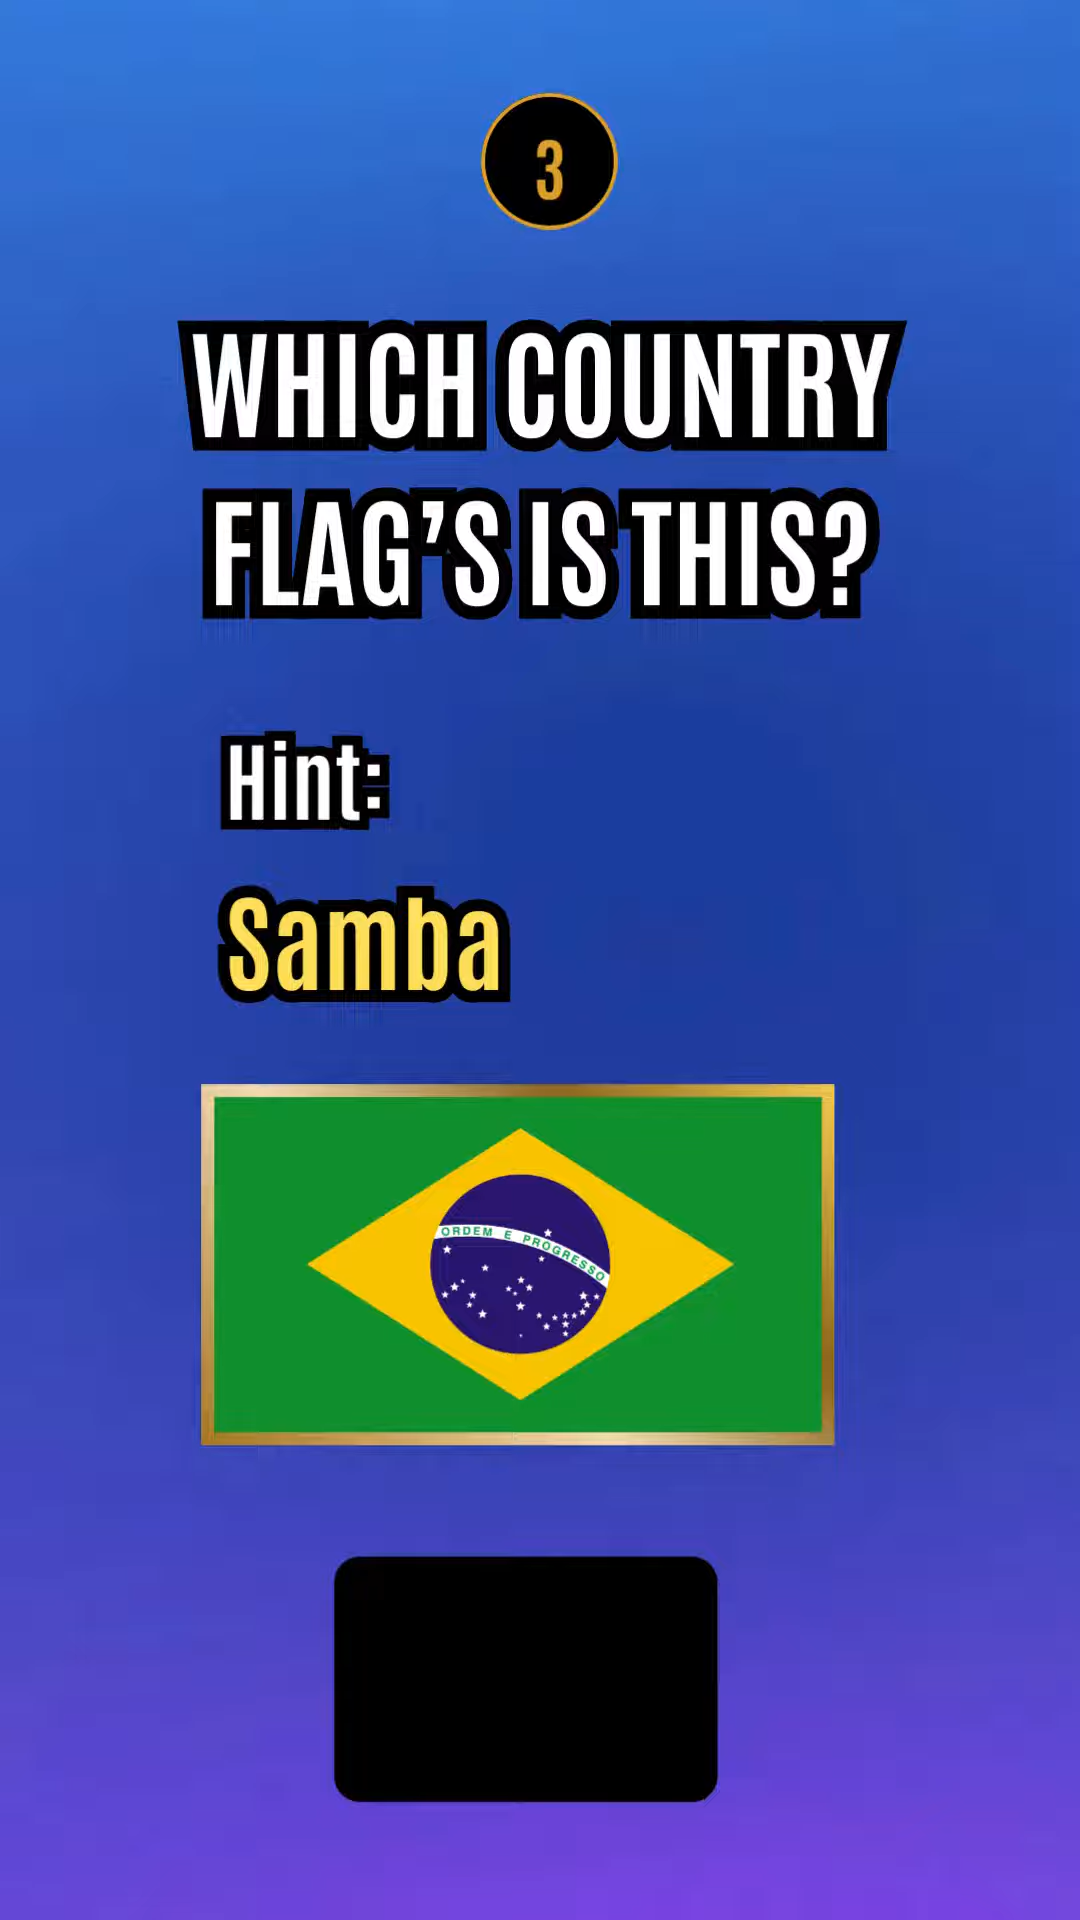 3
WHICH COUNTRY
FLAG’S IS THIS?
Hint:
Samba
ORDEM E PROGRESSO